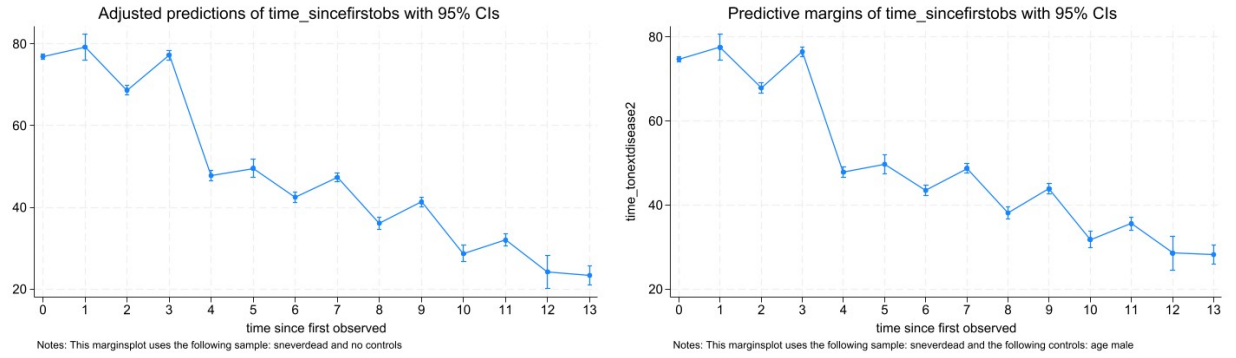 Adjusted predictions of time_sincefirstobs with 95% CIs
80
60
40
20
0 1 2 3 4 5 6 7 8 9 10 11 12 13
time since first observed
Notes: This marginsplot uses the following sample: sneverdead and no controls
Predictive margins of time_sincefirstobs with 95% CIs
time_tonextdisease2
80
60
40
20
0 1 2 3 4 5 6 7 8 9 10 11 12 13
time since first observed
Notes: This marginsplot uses the following sample: sneverdead and the following controls: age male